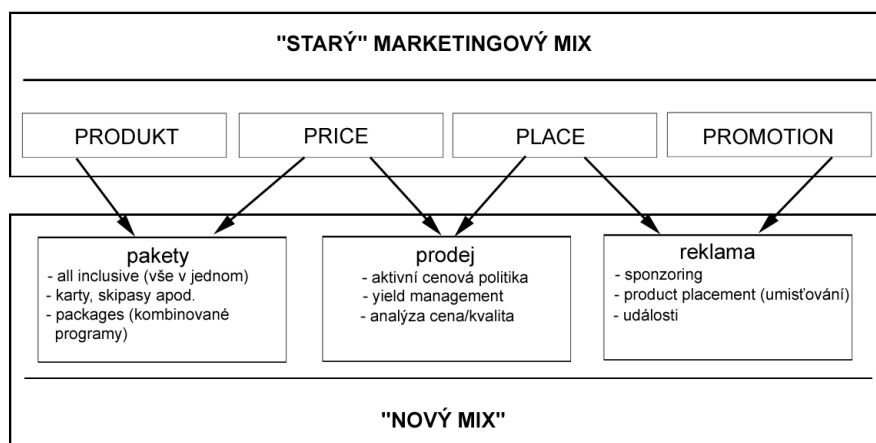 "STARÝ" MARKETINGOVÝ MIX
PRODUKT
PRICE
PLACE
PROMOTION
pakety
- all inclusive (vše v jednom)
- karty, skipasy apod.
- packages (kombinované
programy)
prodej
- aktivní cenová politika
- yield management
- analýza cena/kvalita
reklama
- sponzoring
- product placement (umisťování)
- události
"NOVÝ MIX"